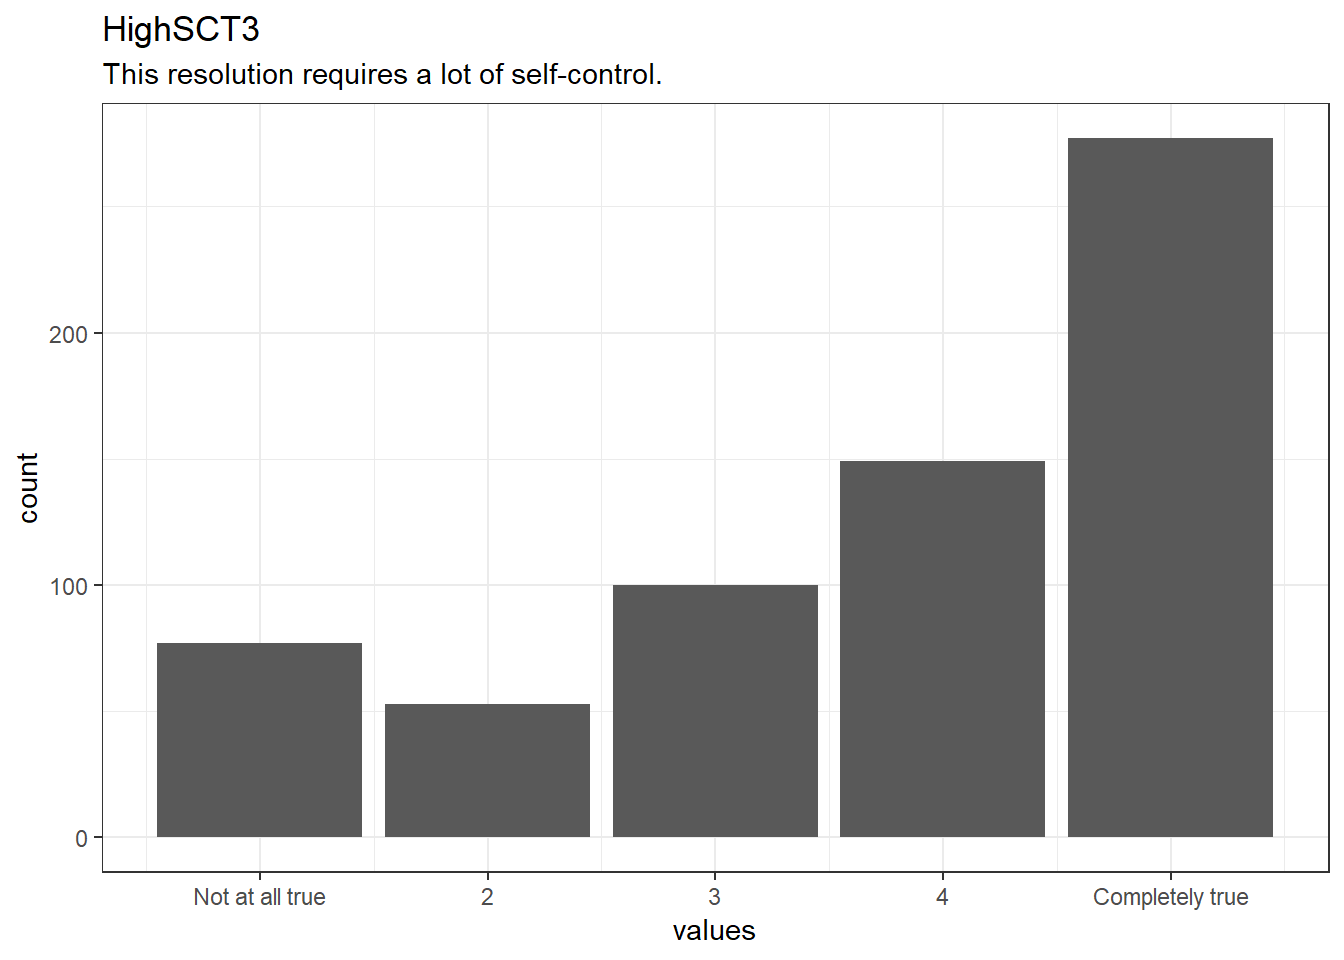 HighSCT3
This resolution requires a lot of self-control.
count
200
100
0
Not at all true 2 3 4 Completely true
values